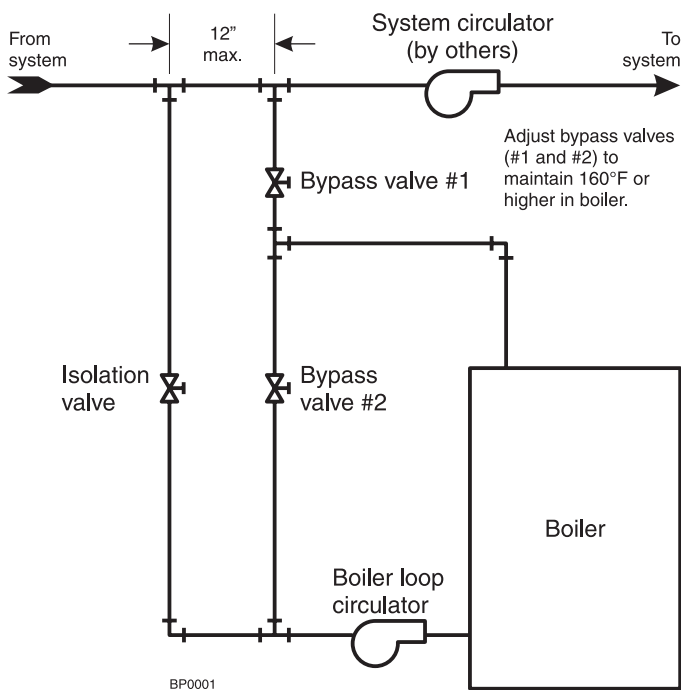 From
system
12”
max.
System circulator
(by others)
To
system
Adjust bypass valves
(#1 and #2) to
maintain 160°F or
higher in boiler.
Bypass valve #1
Isolation
valve
Bypass
valve #2
Boiler
Boiler loop
circulator
BP0001